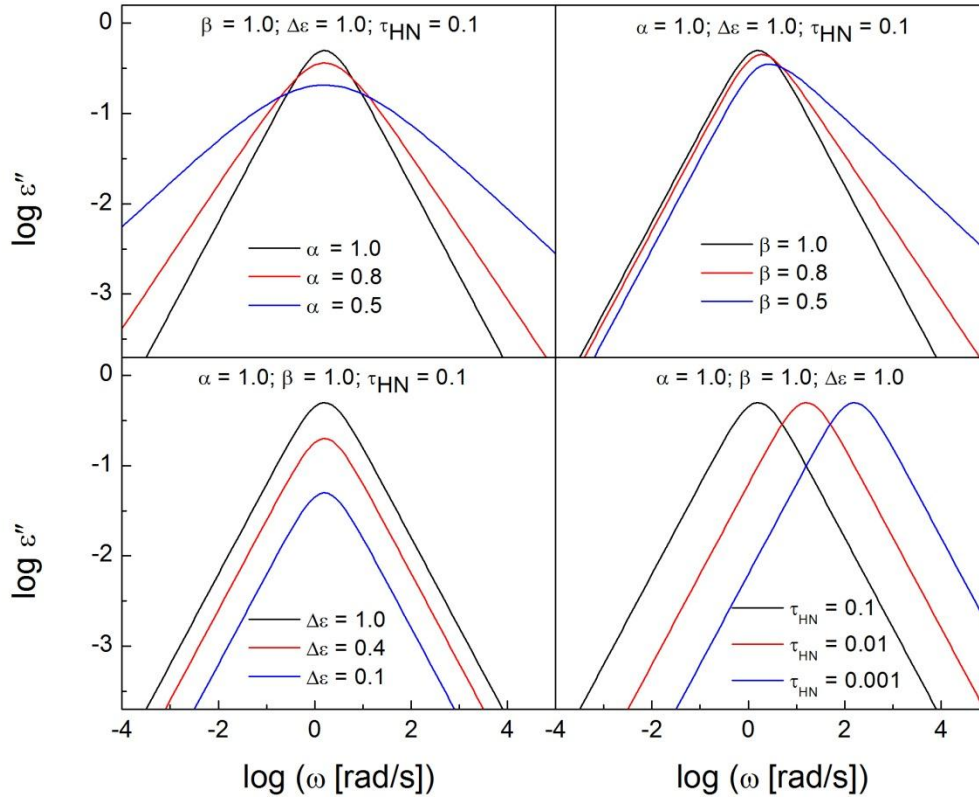 β = 1.0; Δε = 1.0; τHN = 0.1
α = 1.0; Δε = 1.0; τHN = 0.1
0
-1
-2
-3
log ε″
α = 1.0
α = 0.8
α = 0.5
β = 1.0
β = 0.8
β = 0.5
α = 1.0; β = 1.0; τHN = 0.1
α = 1.0; β = 1.0; Δε = 1.0
0
-1
-2
-3
log ε″
Δε = 1.0
Δε = 0.4
Δε = 0.1
τHN = 0.1
τHN = 0.01
τHN = 0.001
-4 -2 0 2 4 -4 -2 0 2 4
log (ω [rad/s]) log (ω [rad/s])